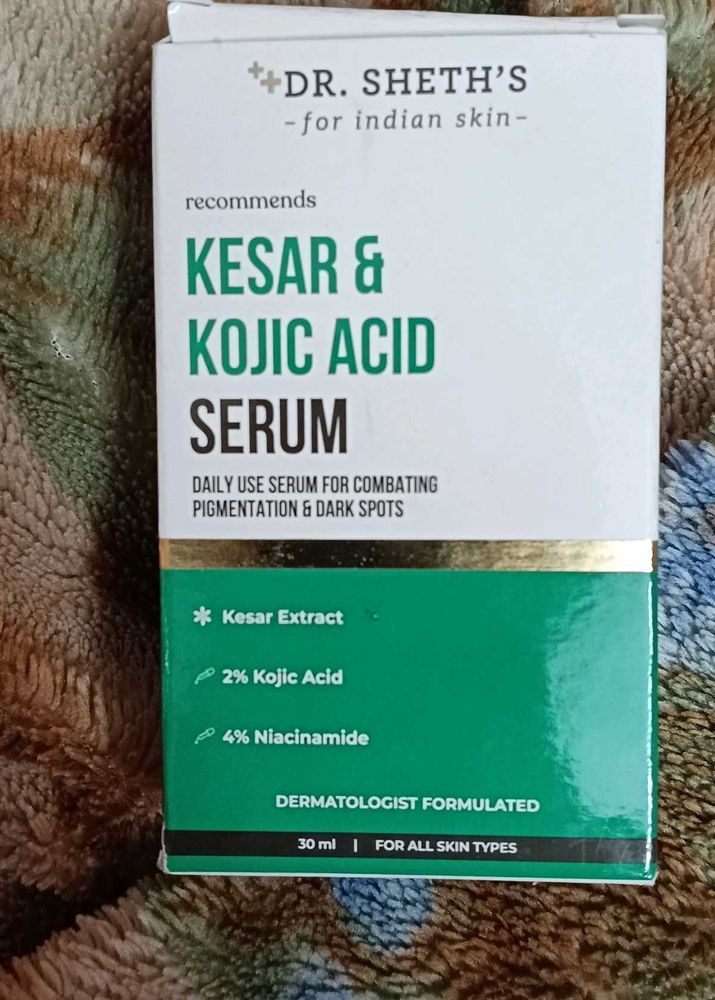 DR. SHETH'S
-for indian skin-
recommends
KESAR &
KOJIC ACID
SERUM
DAILY USE SERUM FOR COMBATING
PIGMENTATION & DARK SPOTS
Kesar Extract
2% Kojic Acid
4% Niacinamide
DERMATOLOGIST FORMULATED
30 ml | FOR ALL SKIN TYPES